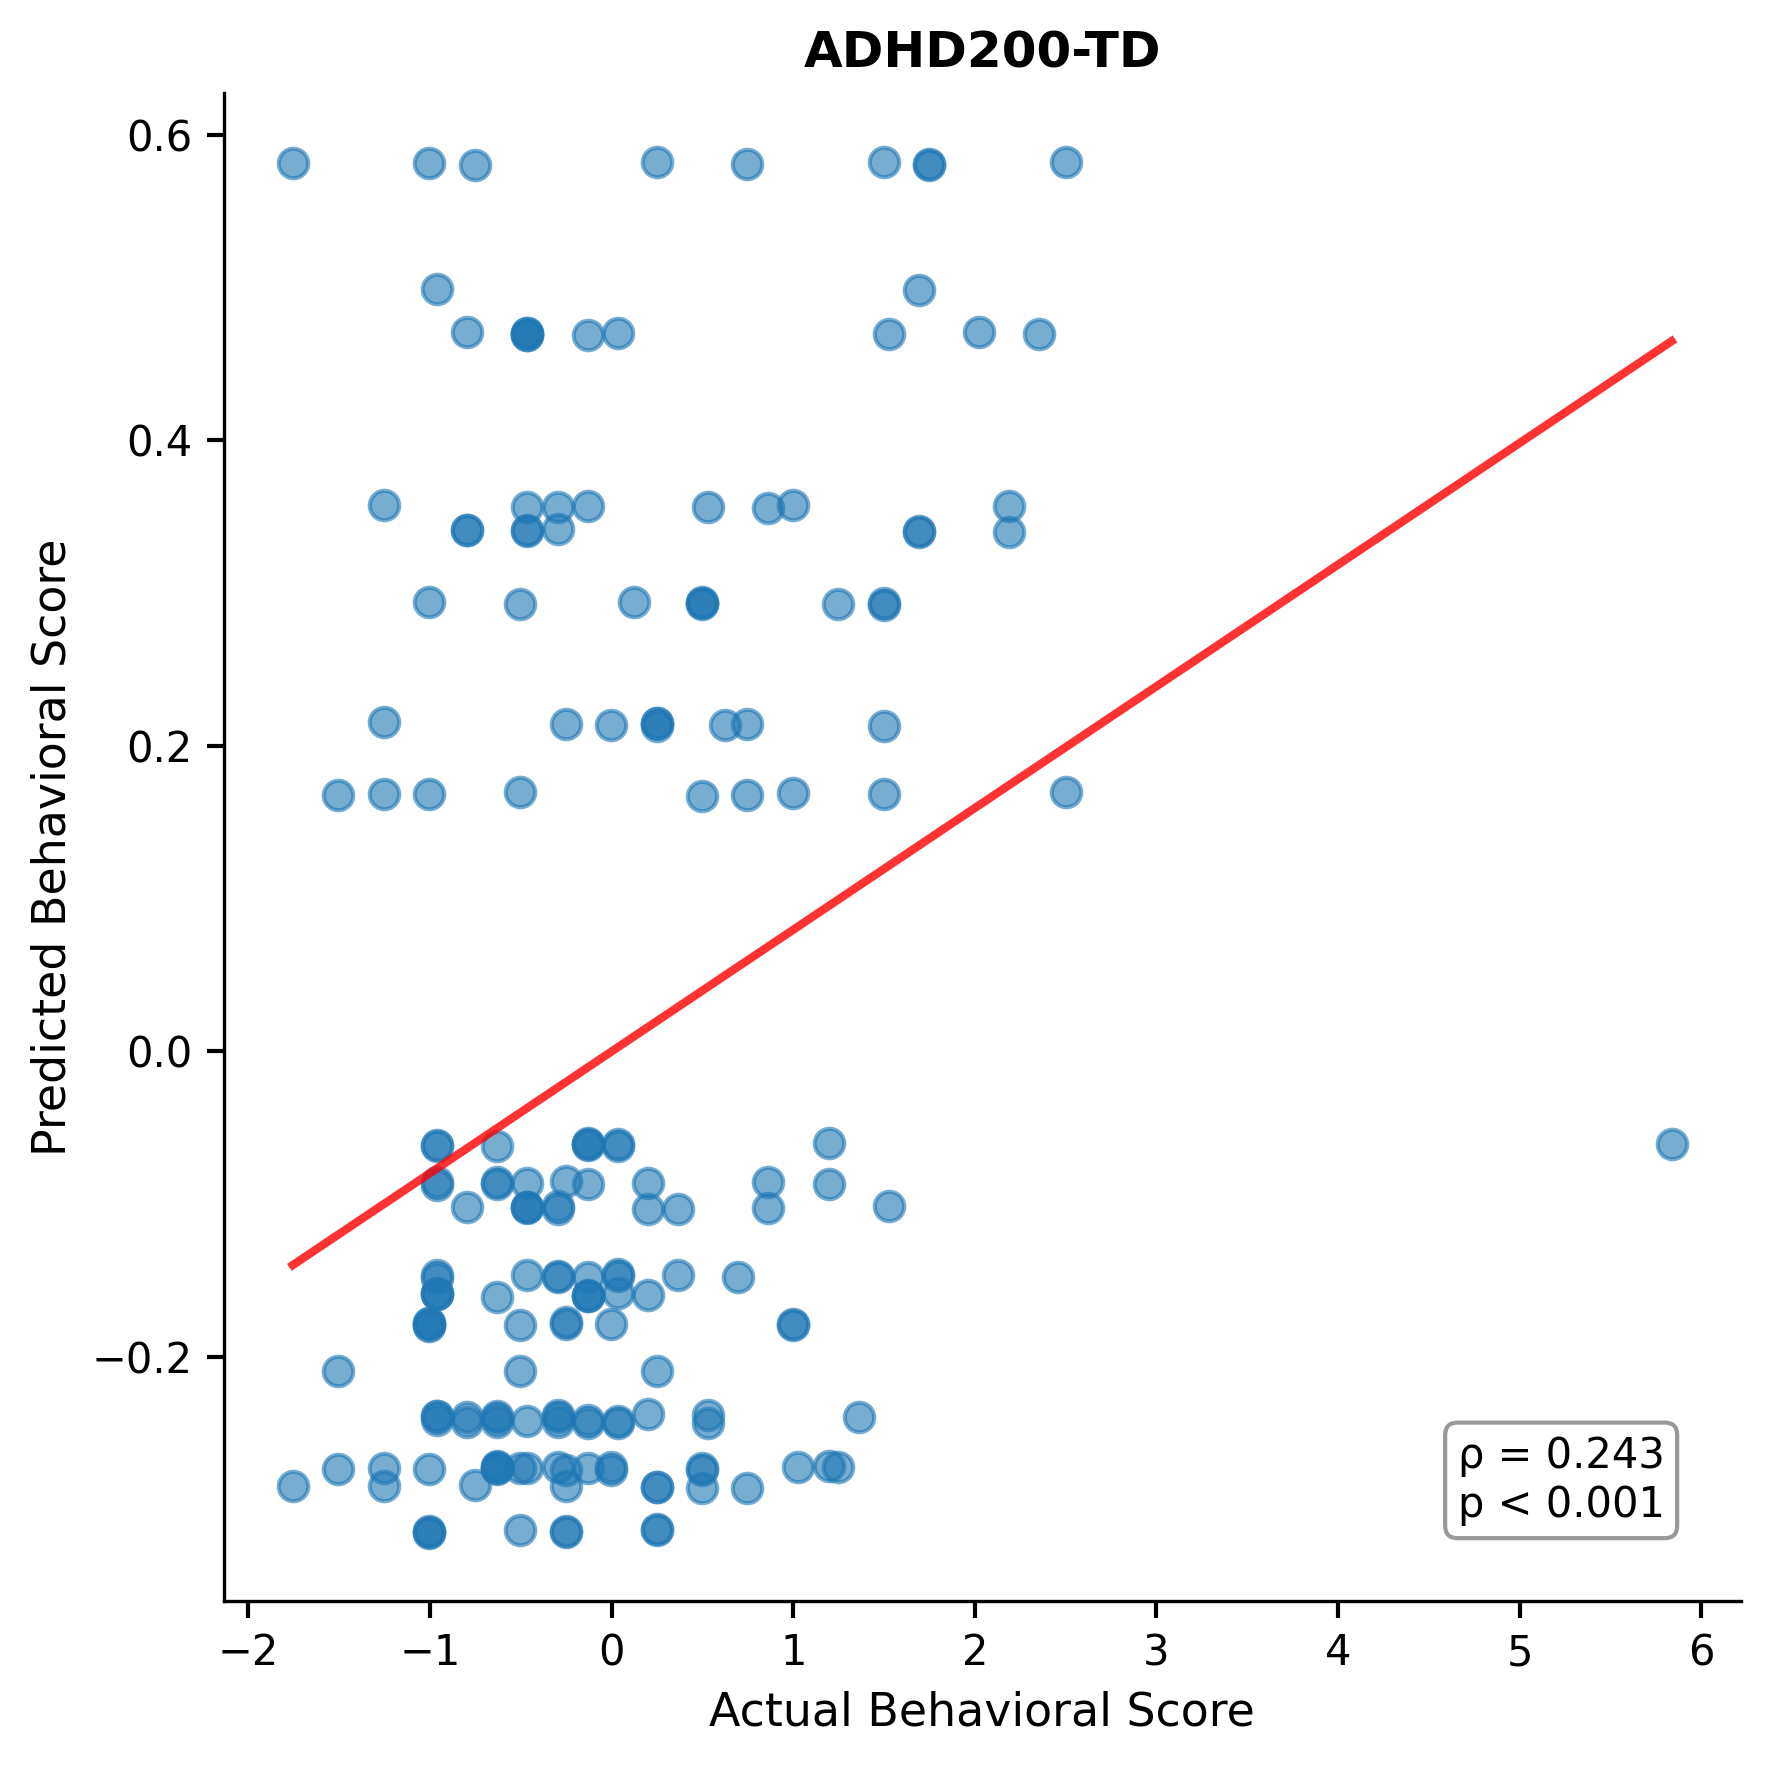 ADHD200-TD
Predicted Behavioral Score
0.6
0.4
0.2
0.0
−0.2
ρ = 0.243
p < 0.001
−2 −1 0 1 2 3 4 5 6
Actual Behavioral Score